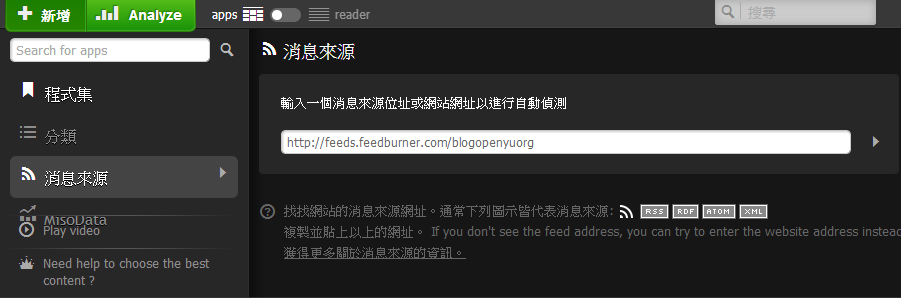 新增 Analyze apps reader 搜尋
Search for apps
程式集
分類
消息來源
MisoData
Play video
Need help to choose the best
content ?
消息來源
輸入一個消息來源位址或網站網址以進行自動偵測
http://feeds.feedburner.com/blogopenyuorg
找找網站的消息來源網址。通常下列圖示皆代表消息來源: RSS RDF ATOM XML
複製並貼上以上的網址。 If you don't see the feed address, you can try to enter the website address instead
獲得更多關於消息來源的資訊。